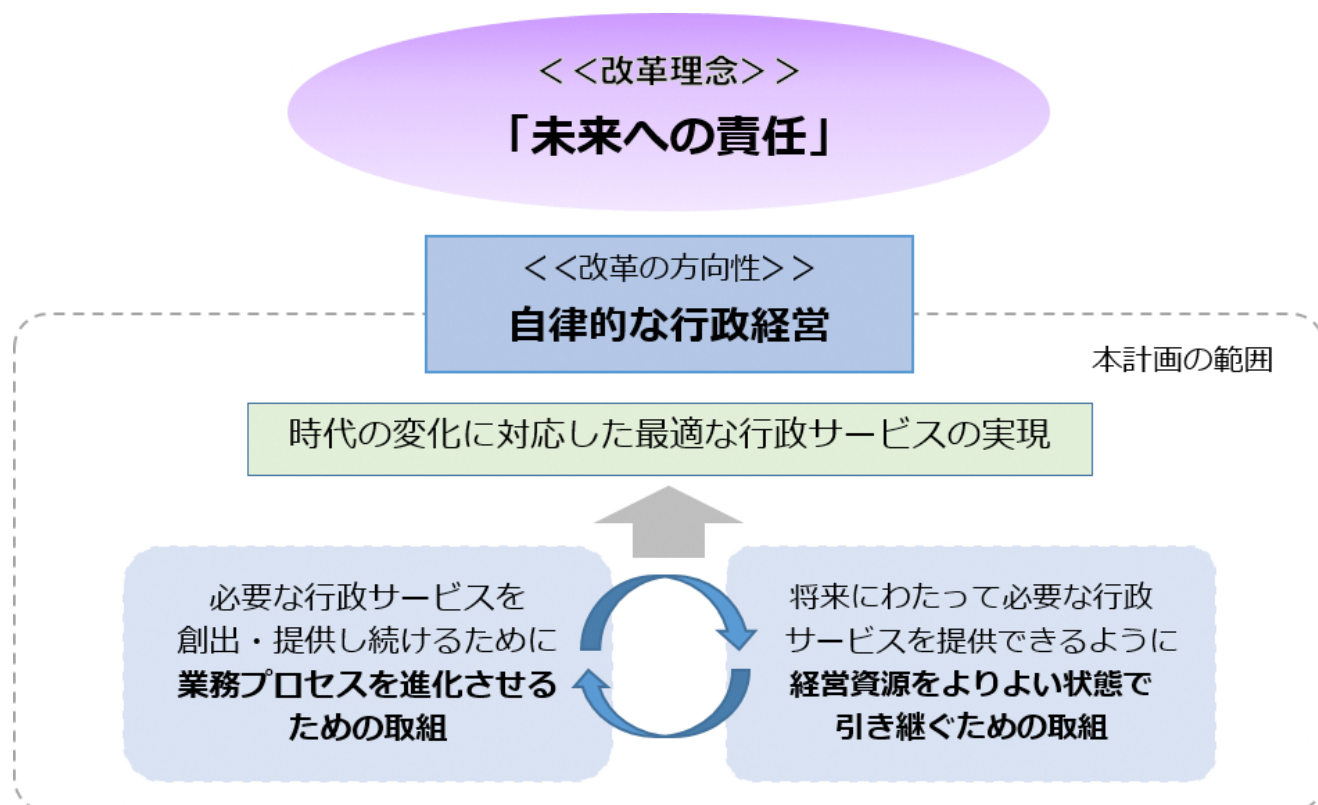 ＜＜改革理念＞＞
「未来への責任」
＜＜改革の方向性＞＞
自律的な行政経営
本計画の範囲
時代の変化に対応した最適な行政サービスの実現
必要な行政サービスを
創出・提供し続けるために
業務プロセスを進化させる
ための取組
将来にわたって必要な行政
サービスを提供できるように
経営資源をよりよい状態で
引き継ぐための取組